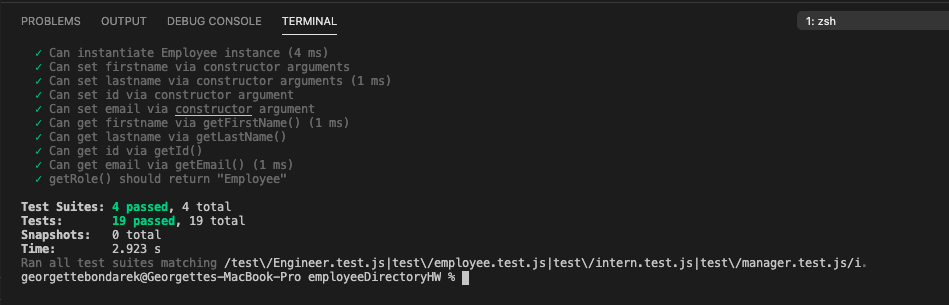 PROBLEMS OUTPUT DEBUG CONSOLE TERMINAL 1: zsh
✓ Can instantiate Employee instance (4 ms)
✓ Can set firstname via constructor arguments
✓ Can set lastname via constructor arguments (1 ms)
✓ Can set id via constructor argument
✓ Can set email via constructor argument
✓ Can get firstname via getFirstName() (1 ms)
✓ Can get lastname via getLastName()
✓ Can get id via getId()
✓ Can get email via getEmail() (1 ms)
✓ getRole() should return "Employee"
Test Suites: 4 passed, 4 total
Tests: 19 passed, 19 total
Snapshots: 0 total
Time: 2.923 s
Ran all test suites matching /test\/Engineer.test.js|test\/employee.test.js|test\/intern.test.js|test\/manager.test.js/i.
georgettebondarek@Georgettes-MacBook-Pro employeeDirectoryHW %